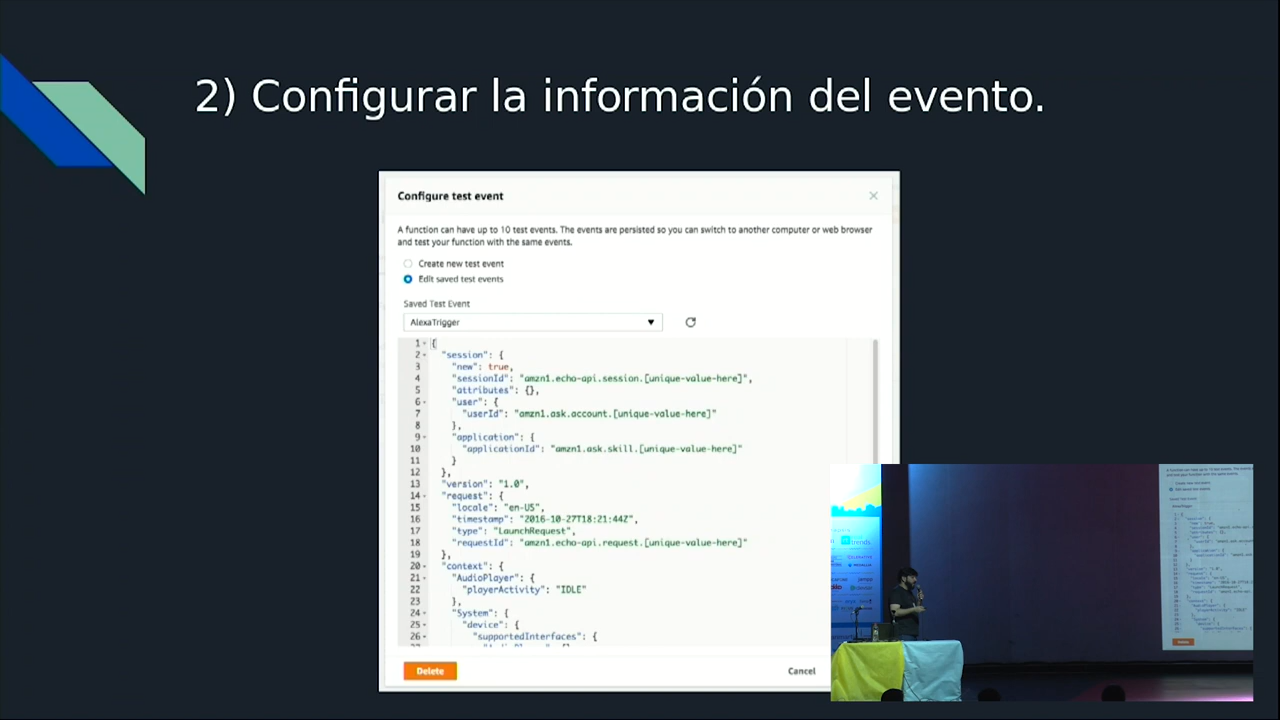 2) Configurar la información del evento.
Configure test event
A function can have up to 10 test events. The events are persisted so you can switch to another computer or web browser
and test your function with the same events.
Create new test event
Edit saved test events
Saved Test Event
AlexaTrigger
1 {
2 "session": {
3 "new": true,
4 "sessionId": "amzn1.echo-api.session.[unique-value-here]",
5 "attributes": {},
6 "user": {
7 "userId": "amzn1.ask.account.[unique-value-here]"
8 },
9 "application": {
10 "applicationId": "amzn1.ask.skill.[unique-value-here]"
11 }
12 },
13 "version": "1.0",
14 "request": {
15 "locale": "en-US",
16 "timestamp": "2016-10-27T18:21:44Z",
17 "type": "LaunchRequest",
18 "requestId": "amzn1.echo-api.request.[unique-value-here]"
19 },
20 "context": {
21 "AudioPlayer": {
22 "playerActivity": "IDLE"
23 },
24 "System": {
25 "device": {
26 "supportedInterfaces": {
Delete
Cancel